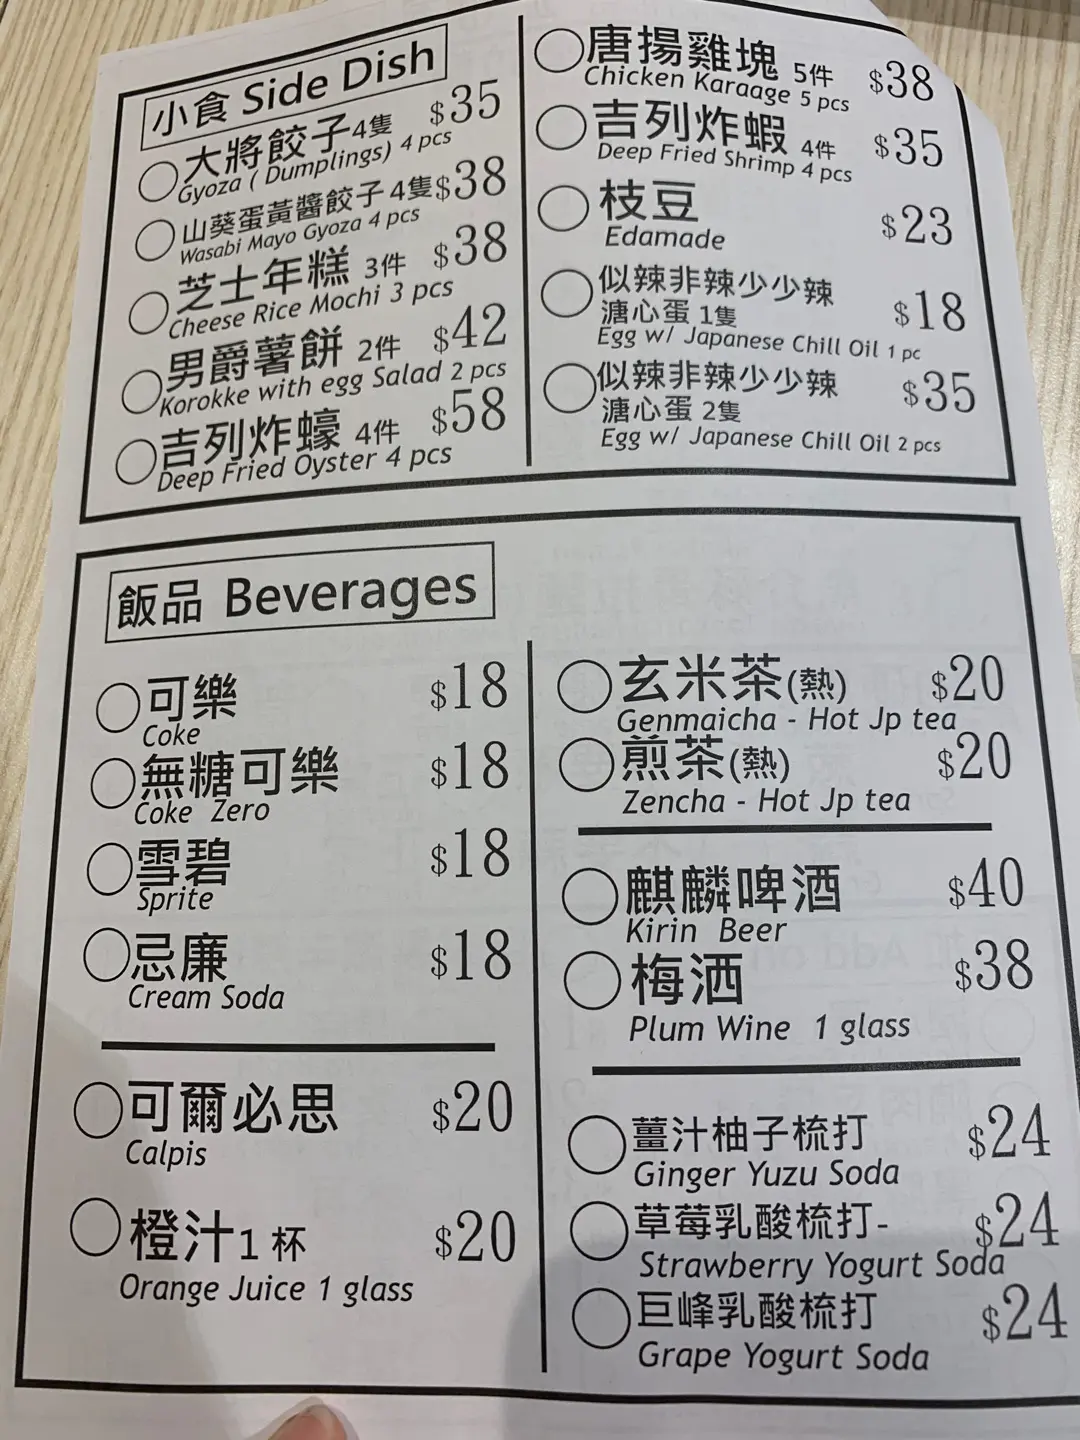 小食 Side Dish
大將餃子4隻 $35
Gyoza ( Dumplings) 4 pcs
山葵蛋黃醬餃子 4隻 $38
Wasabi Mayo Gyoza 4 pcs
芝士年糕 3件 $38
Cheese Rice Mochi 3 pcs
男爵薯餅 2件 $42
Korokke with egg Salad 2 pcs
吉列炸蠔 4件 $58
Deep Fried Oyster 4 pcs
唐揚雞塊 5件 $38
Chicken Karaage 5 pcs
吉列炸蝦 4件 $35
Deep Fried Shrimp 4 pcs
枝豆 $23
Edamade
似辣非辣少少辣
溏心蛋 1隻 $18
Egg w/ Japanese Chill Oil 1 pc
似辣非辣少少辣 $35
溏心蛋 2隻
Egg w/ Japanese Chill Oil 2 pcs
飯品 Beverages
可樂 $18
Coke
無糖可樂 $18
Coke Zero
雪碧 $18
Sprite
忌廉 $18
Cream Soda
可爾必思 $20
Calpis
橙汁1 杯 $20
Orange Juice 1 glass
玄米茶(熱) $20
Genmaicha - Hot Jp tea
煎茶(熱) $20
Zencha - Hot Jp tea
麒麟啤酒 $40
Kirin Beer
梅洒 $38
Plum Wine 1 glass
薑汁柚子梳打 $24
Ginger Yuzu Soda
草莓乳酸梳打- $24
Strawberry Yogurt Soda
巨峰乳酸梳打 $24
Grape Yogurt Soda